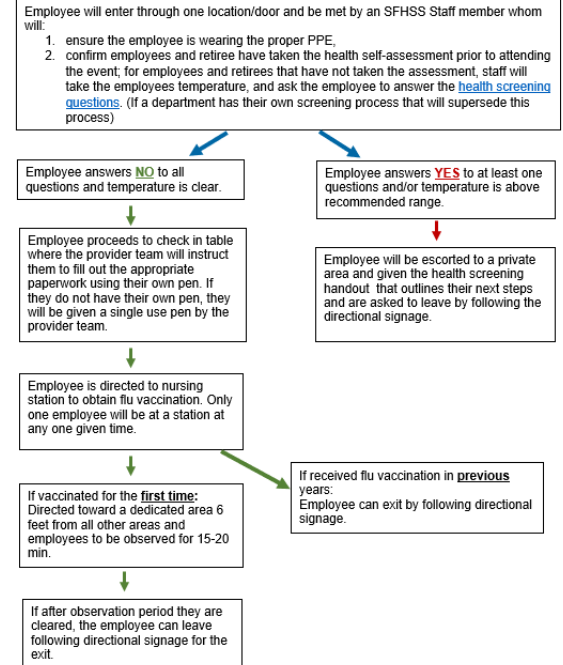 Employee will enter through one location/door and be met by an SFHSS Staff member whom
will:
1. ensure the employee is wearing the proper PPE,
2. confirm employees and retiree have taken the health self-assessment prior to attending
the event; for employees and retirees that have not taken the assessment, staff will
take the employees temperature, and ask the employee to answer the health screening
questions. (If a department has their own screening process that will supersede this
process)
Employee answers NO to all
questions and temperature is clear.
Employee answers YES to at least one
questions and/or temperature is above
recommended range.
Employee proceeds to check in table
where the provider team will instruct
them to fill out the appropriate
paperwork using their own pen. If
they do not have their own pen, they
will be given a single use pen by the
provider team.
Employee will be escorted to a private
area and given the health screening
handout that outlines their next steps
and are asked to leave by following the
directional signage.
Employee is directed to nursing
station to obtain flu vaccination. Only
one employee will be at a station at
any one given time.
If received flu vaccination in previous
years:
Employee can exit by following directional
signage.
If vaccinated for the first time:
Directed toward a dedicated area 6
feet from all other areas and
employees to be observed for 15-20
min.
If after observation period they are
cleared, the employee can leave
following directional signage for the
exit.